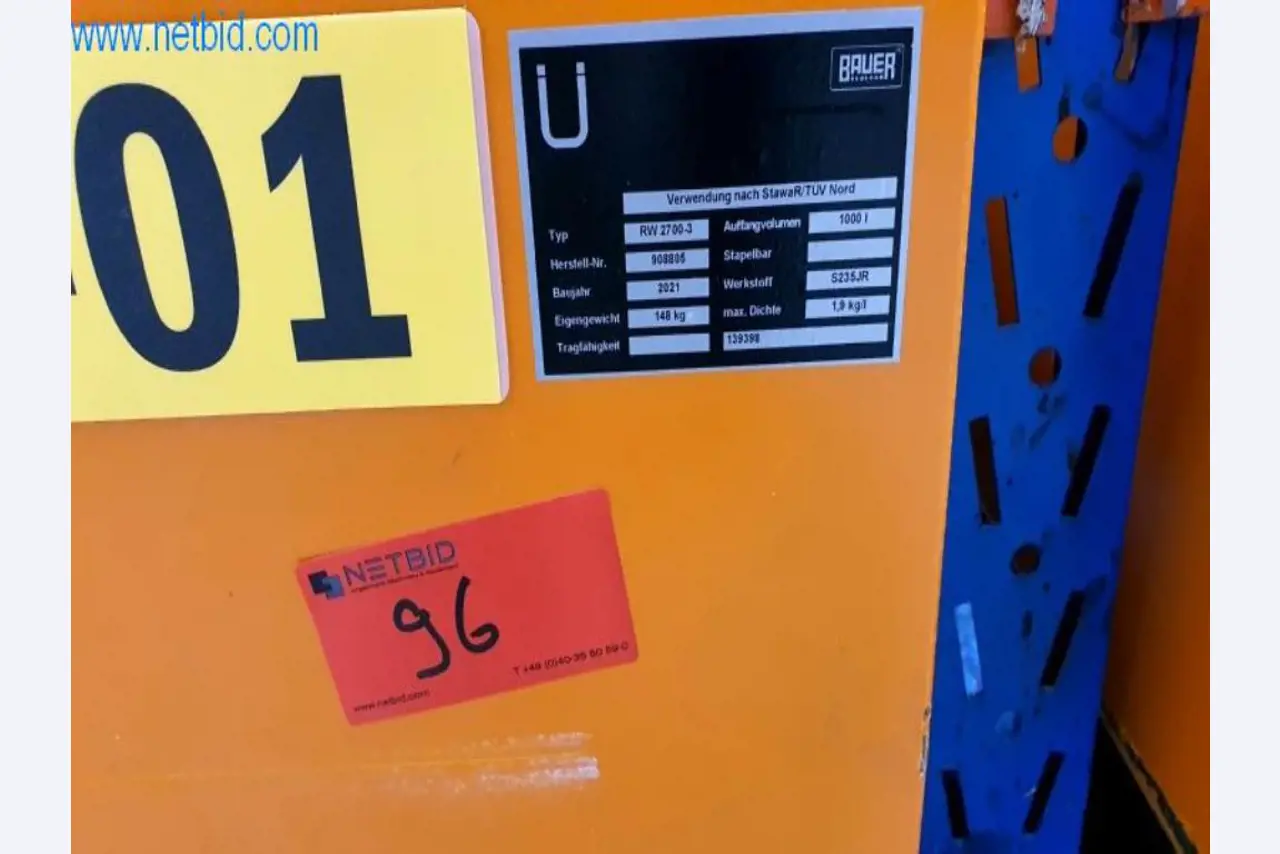 www.netbid.com
01
Ü
BAUER
Verwendung nach StawaR/TÜV Nord
Typ RW 2700-3 Auffangvolumen 1000 l
Herstell-Nr. 908805 Stapelbar
Baujahr 2021 Werkstoff S235JR
Eigengewicht 148 kg max. Dichte 1,9 kg/l
Tragfähigkeit 139398
NETBID
96
T +49 (0)40-35 50 59-0
www.netbid.com